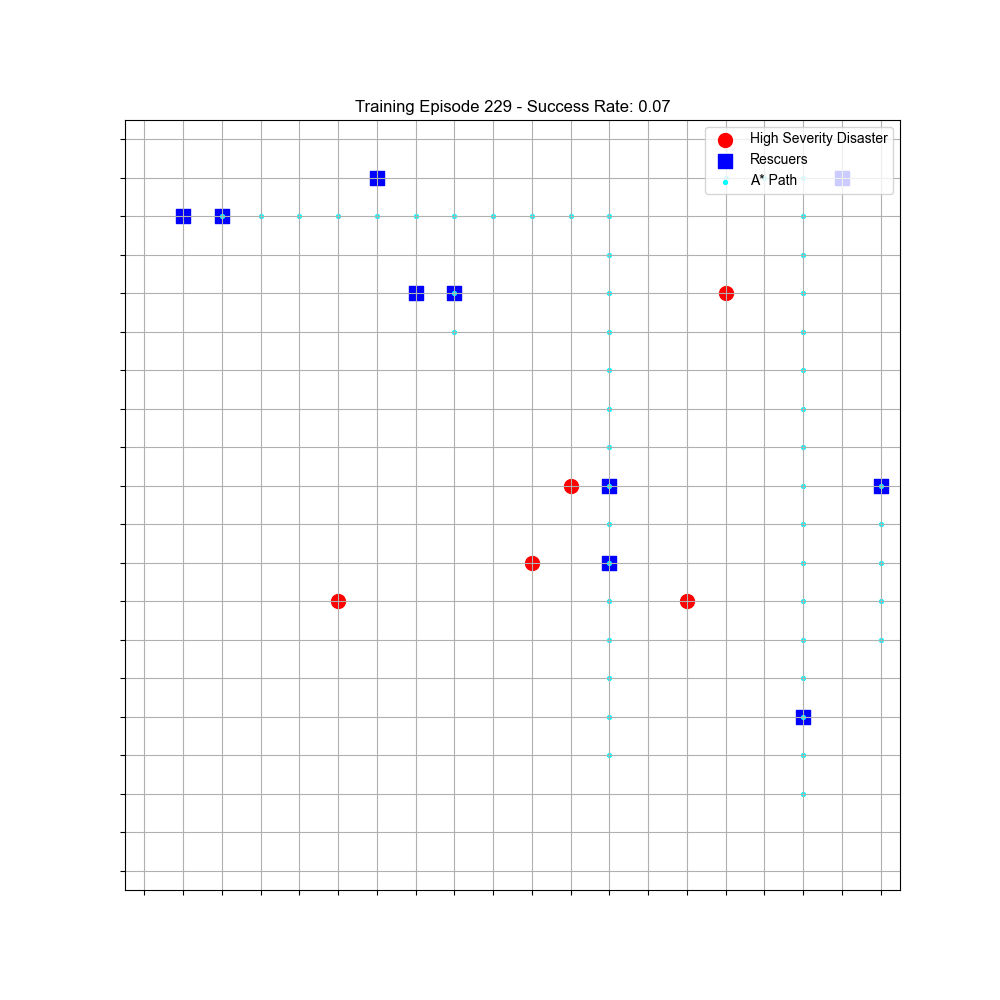 Training Episode 229 - Success Rate: 0.07
High Severity Disaster
Rescuers
A* Path